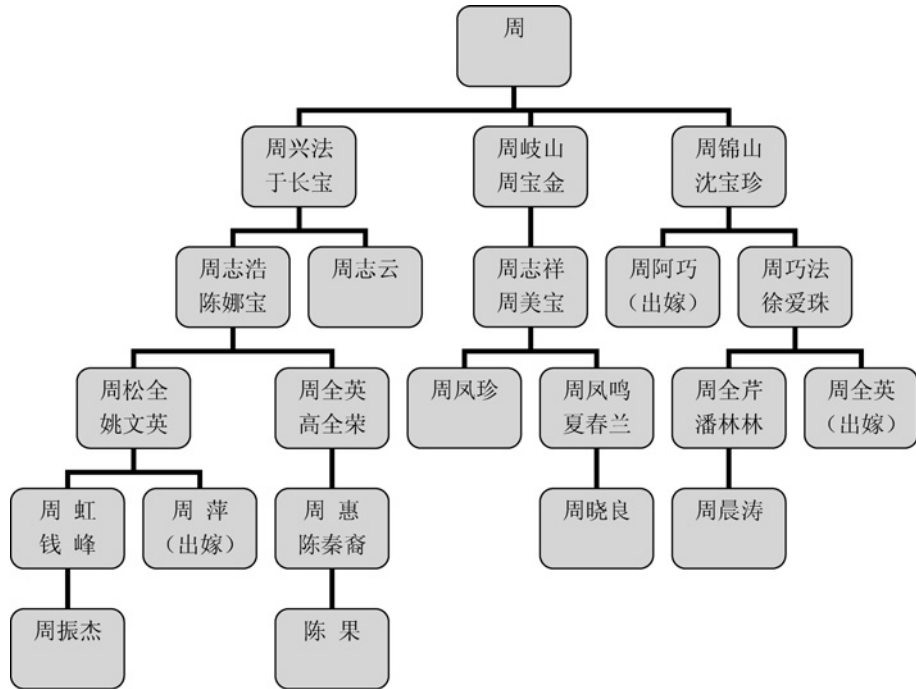 周
周兴法
于长宝
周岐山
周宝金
周锦山
沈宝珍
周志浩
陈娜宝
周志云
周志祥
周美宝
周阿巧
（出嫁）
周巧法
徐爱珠
周松全
姚文英
周全英
高全荣
周凤珍
周凤鸣
夏春兰
周全芹
潘林林
周全英
（出嫁）
周 虹
钱 峰
周 萍
（出嫁）
周 惠
陈秦裔
周晓良
周晨涛
周振杰
陈 果